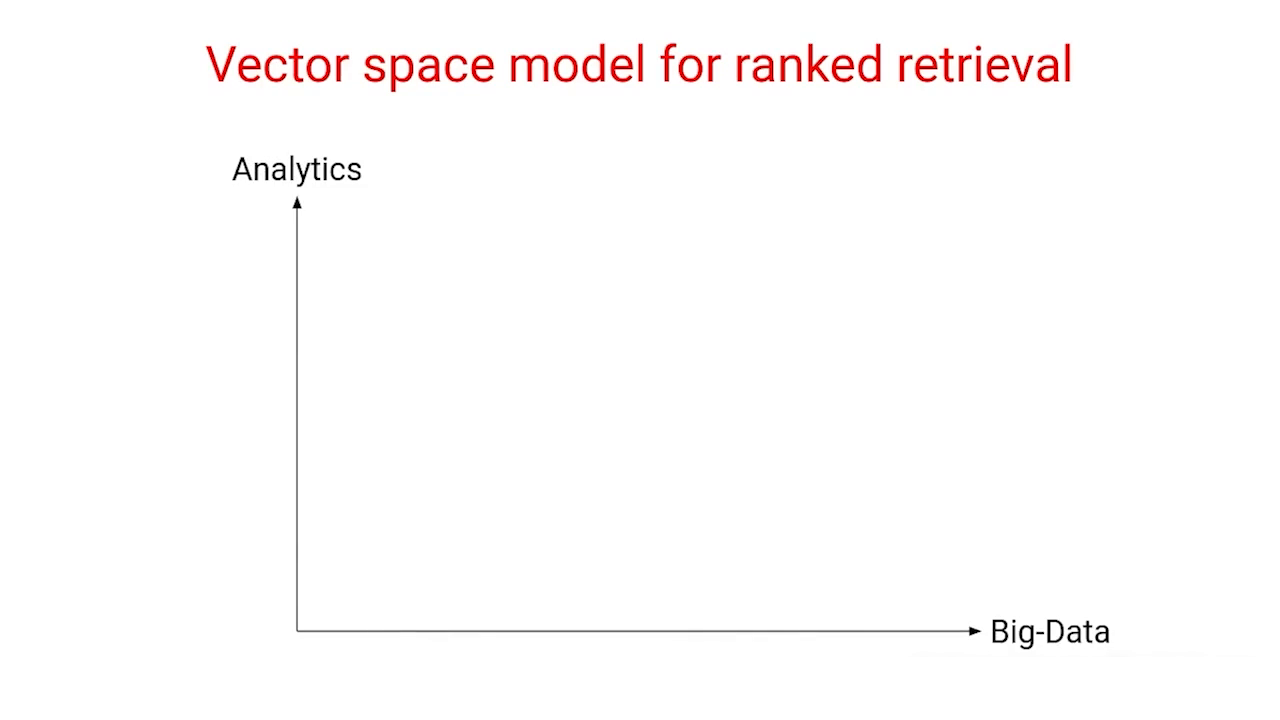 Vector space model for ranked retrieval
Analytics
Big-Data